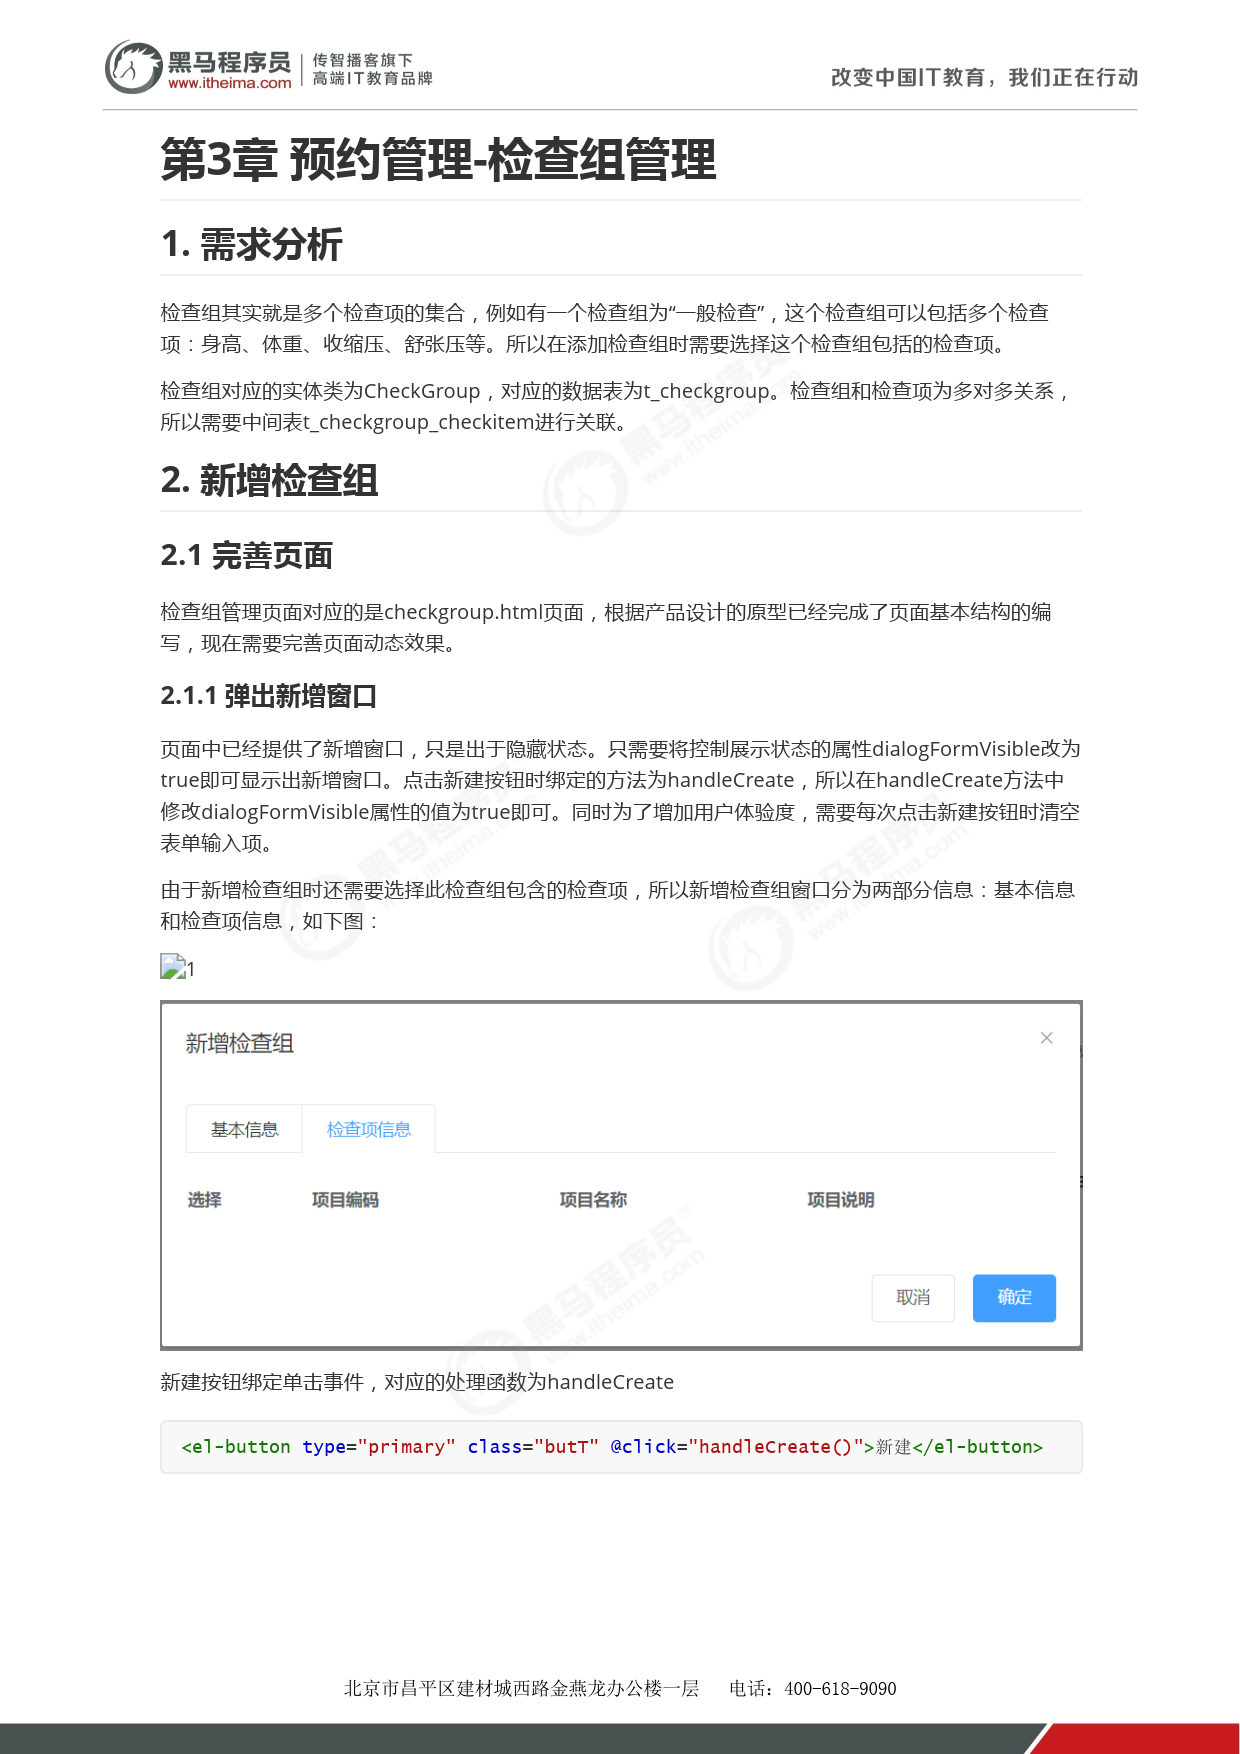 黑马程序员
www.itheima.com
传智播客旗下
高端IT教育品牌
改变中国IT教育，我们正在行动
第3章 预约管理-检查组管理
1. 需求分析
检查组其实就是多个检查项的集合，例如有一个检查组为“一般检查”，这个检查组可以包括多个检查
项：身高、体重、收缩压、舒张压等。所以在添加检查组时需要选择这个检查组包括的检查项。
检查组对应的实体类为CheckGroup，对应的数据表为t_checkgroup。检查组和检查项为多对多关系，
所以需要中间表t_checkgroup_checkitem进行关联。
2. 新增检查组
2.1 完善页面
检查组管理页面对应的是checkgroup.html页面，根据产品设计的原型已经完成了页面基本结构的编
写，现在需要完善页面动态效果。
2.1.1 弹出新增窗口
页面中已经提供了新增窗口，只是出于隐藏状态。只需要将控制展示状态的属性dialogFormVisible改为
true即可显示出新增窗口。点击新建按钮时绑定的方法为handleCreate，所以在handleCreate方法中
修改dialogFormVisible属性的值为true即可。同时为了增加用户体验度，需要每次点击新建按钮时清空
表单输入项。
由于新增检查组时还需要选择此检查组包含的检查项，所以新增检查组窗口分为两部分信息：基本信息
和检查项信息，如下图：
1
新增检查组
基本信息 检查项信息
选择 项目编码 项目名称 项目说明
取消 确定
新建按钮绑定单击事件，对应的处理函数为handleCreate
<el-button type="primary" class="butT" @click="handleCreate()">新建</el-button>
北京市昌平区建材城西路金燕龙办公楼一层 电话：400-618-9090